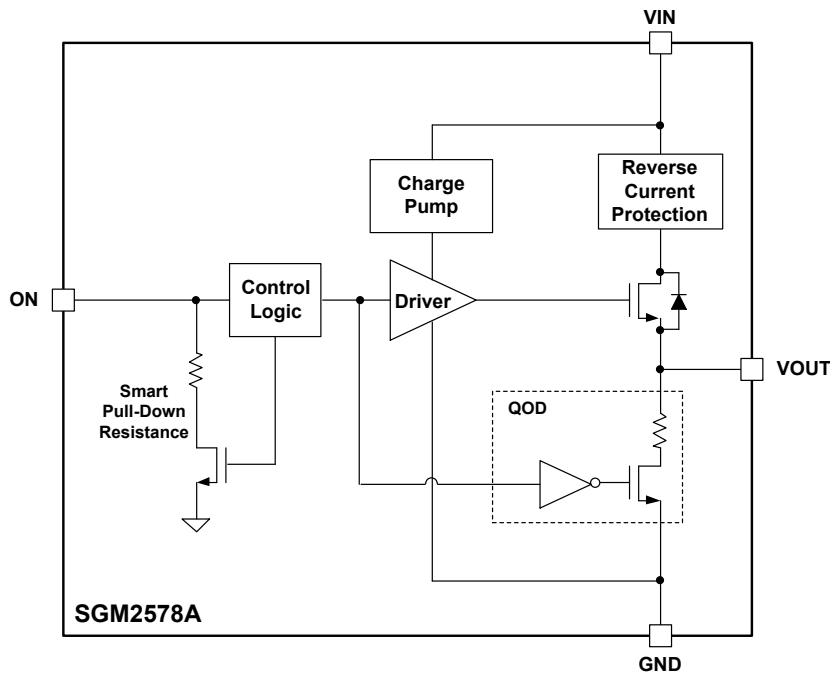 VIN
Charge
Pump
Reverse
Current
Protection
ON
Control
Logic
Driver
VOUT
Smart
Pull-Down
Resistance
QOD
SGM2578A
GND